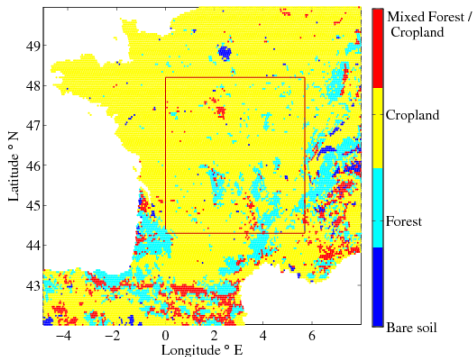 Mixed Forest /
Cropland
49
48
Cropland
47
46
45
Forest
44
43
Bare soil
−4
−2
0
2
4
6
Latitude ° N
Longitude ° E